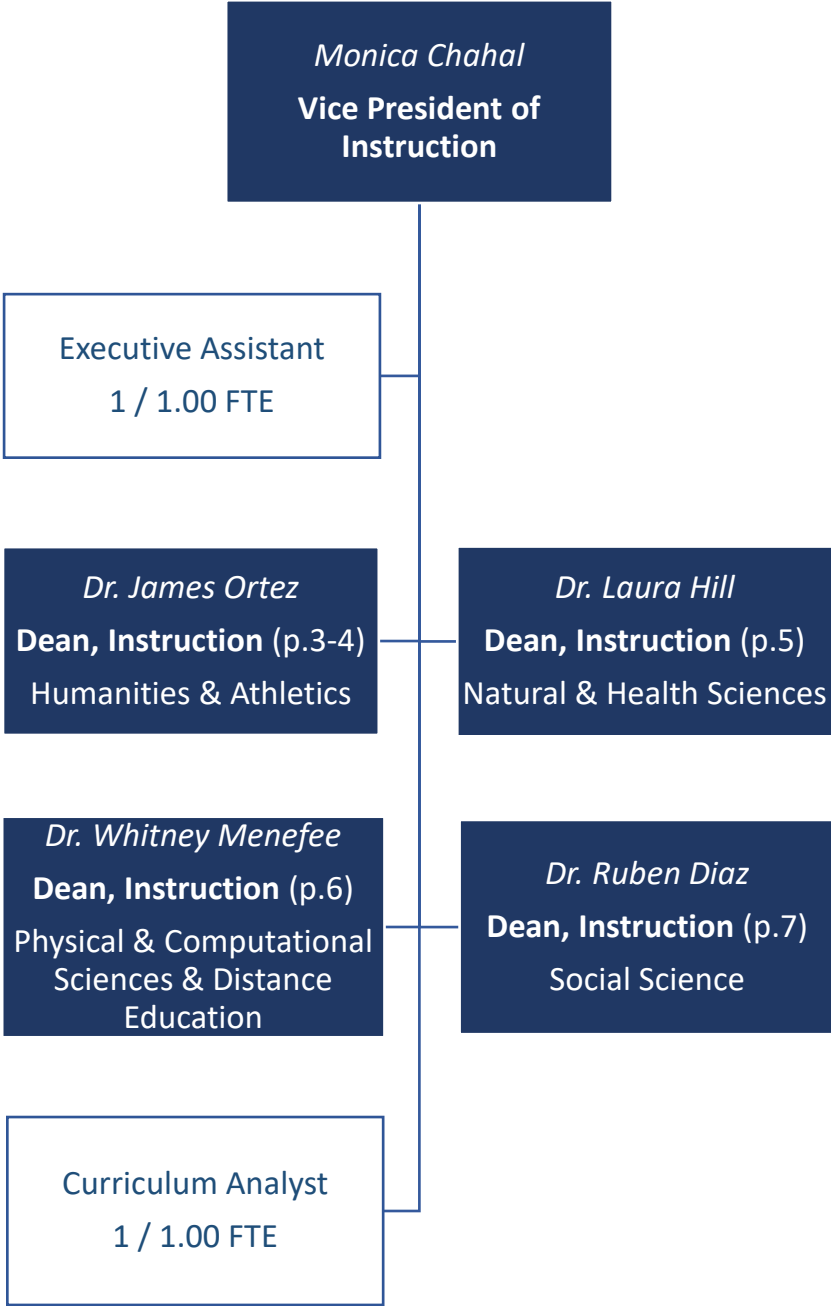 Monica Chahal
Vice President of
Instruction
Executive Assistant
1 / 1.00 FTE
Dr. James Ortez
Dean, Instruction (p.3-4)
Humanities & Athletics
Dr. Laura Hill
Dean, Instruction (p.5)
Natural & Health Sciences
Dr. Whitney Menefee
Dean, Instruction (p.6)
Physical & Computational
Sciences & Distance
Education
Dr. Ruben Diaz
Dean, Instruction (p.7)
Social Science
Curriculum Analyst
1 / 1.00 FTE